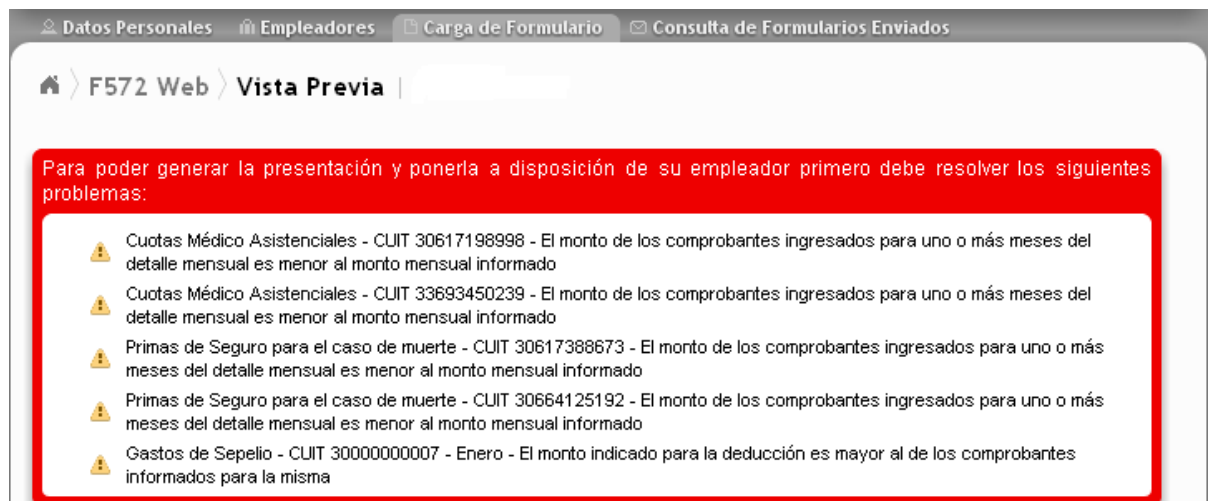 Datos Personales Empleadores Carga de Formulario Consulta de Formularios Enviados
F572 Web Vista Previa |
Para poder generar la presentación y ponerla a disposición de su empleador primero debe resolver los siguientes
problemas:
Cuotas Médico Asistenciales - CUIT 30617198998 - El monto de los comprobantes ingresados para uno o más meses del
detalle mensual es menor al monto mensual informado
Cuotas Médico Asistenciales - CUIT 33693450239 - El monto de los comprobantes ingresados para uno o más meses del
detalle mensual es menor al monto mensual informado
Primas de Seguro para el caso de muerte - CUIT 30617388673 - El monto de los comprobantes ingresados para uno o más
meses del detalle mensual es menor al monto mensual informado
Primas de Seguro para el caso de muerte - CUIT 30664125192 - El monto de los comprobantes ingresados para uno o más
meses del detalle mensual es menor al monto mensual informado
Gastos de Sepelio - CUIT 30000000007 - Enero - El monto indicado para la deducción es mayor al de los comprobantes
informados para la misma